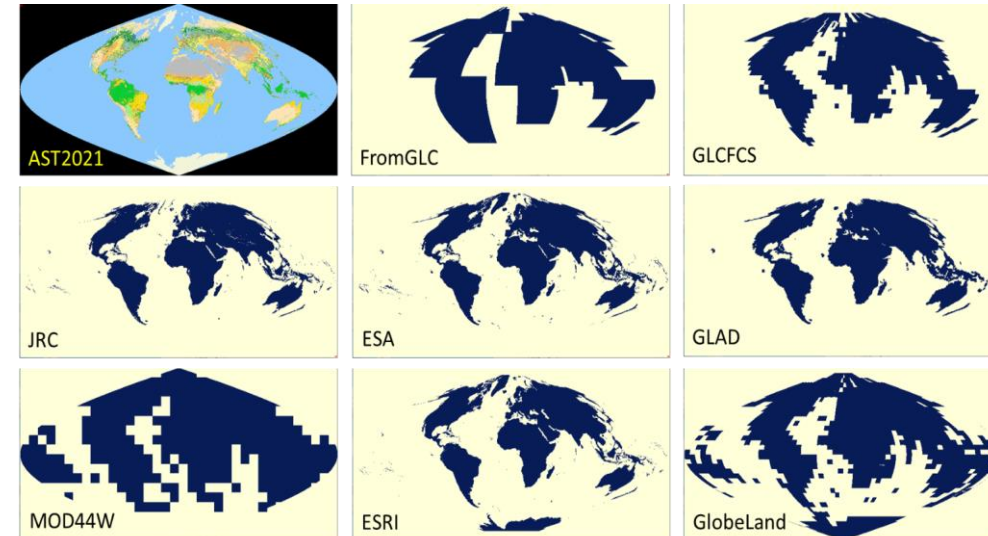 AST2021
FromGLC
GLCFCS
JRC
ESA
GLAD
MOD44W
ESRI
GlobeLand